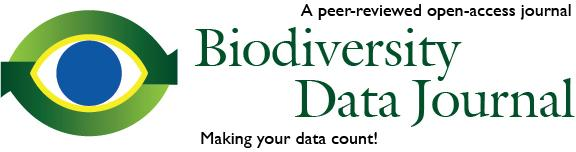 A peer-reviewed open-access journal
Biodiversity
Data Journal
Making your data count!